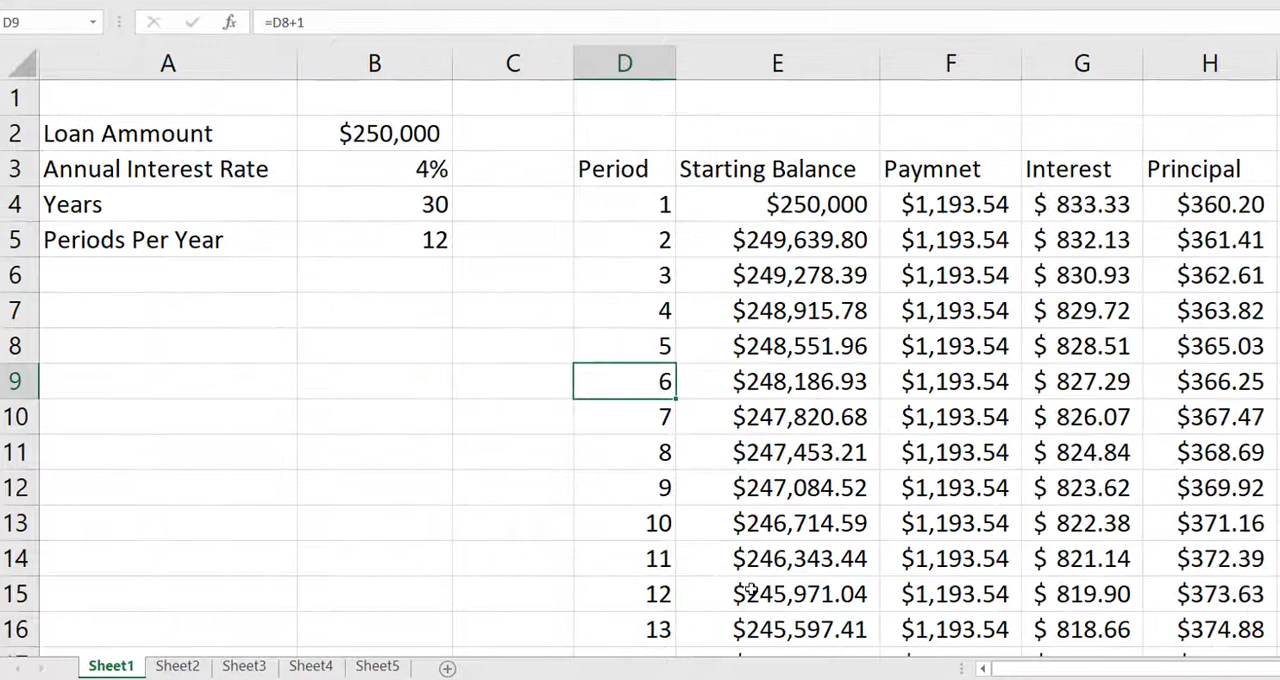 D9 fx =D8+1
A B C D E F G H
1
2 Loan Ammount $250,000
3 Annual Interest Rate 4% Period Starting Balance Paymnet Interest Principal
4 Years 30 1 $250,000 $1,193.54 $ 833.33 $360.20
5 Periods Per Year 12 2 $249,639.80 $1,193.54 $ 832.13 $361.41
6 3 $249,278.39 $1,193.54 $ 830.93 $362.61
7 4 $248,915.78 $1,193.54 $ 829.72 $363.82
8 5 $248,551.96 $1,193.54 $ 828.51 $365.03
9 6 $248,186.93 $1,193.54 $ 827.29 $366.25
10 7 $247,820.68 $1,193.54 $ 826.07 $367.47
11 8 $247,453.21 $1,193.54 $ 824.84 $368.69
12 9 $247,084.52 $1,193.54 $ 823.62 $369.92
13 10 $246,714.59 $1,193.54 $ 822.38 $371.16
14 11 $246,343.44 $1,193.54 $ 821.14 $372.39
15 12 $245,971.04 $1,193.54 $ 819.90 $373.63
16 13 $245,597.41 $1,193.54 $ 818.66 $374.88
Sheet1 Sheet2 Sheet3 Sheet4 Sheet5